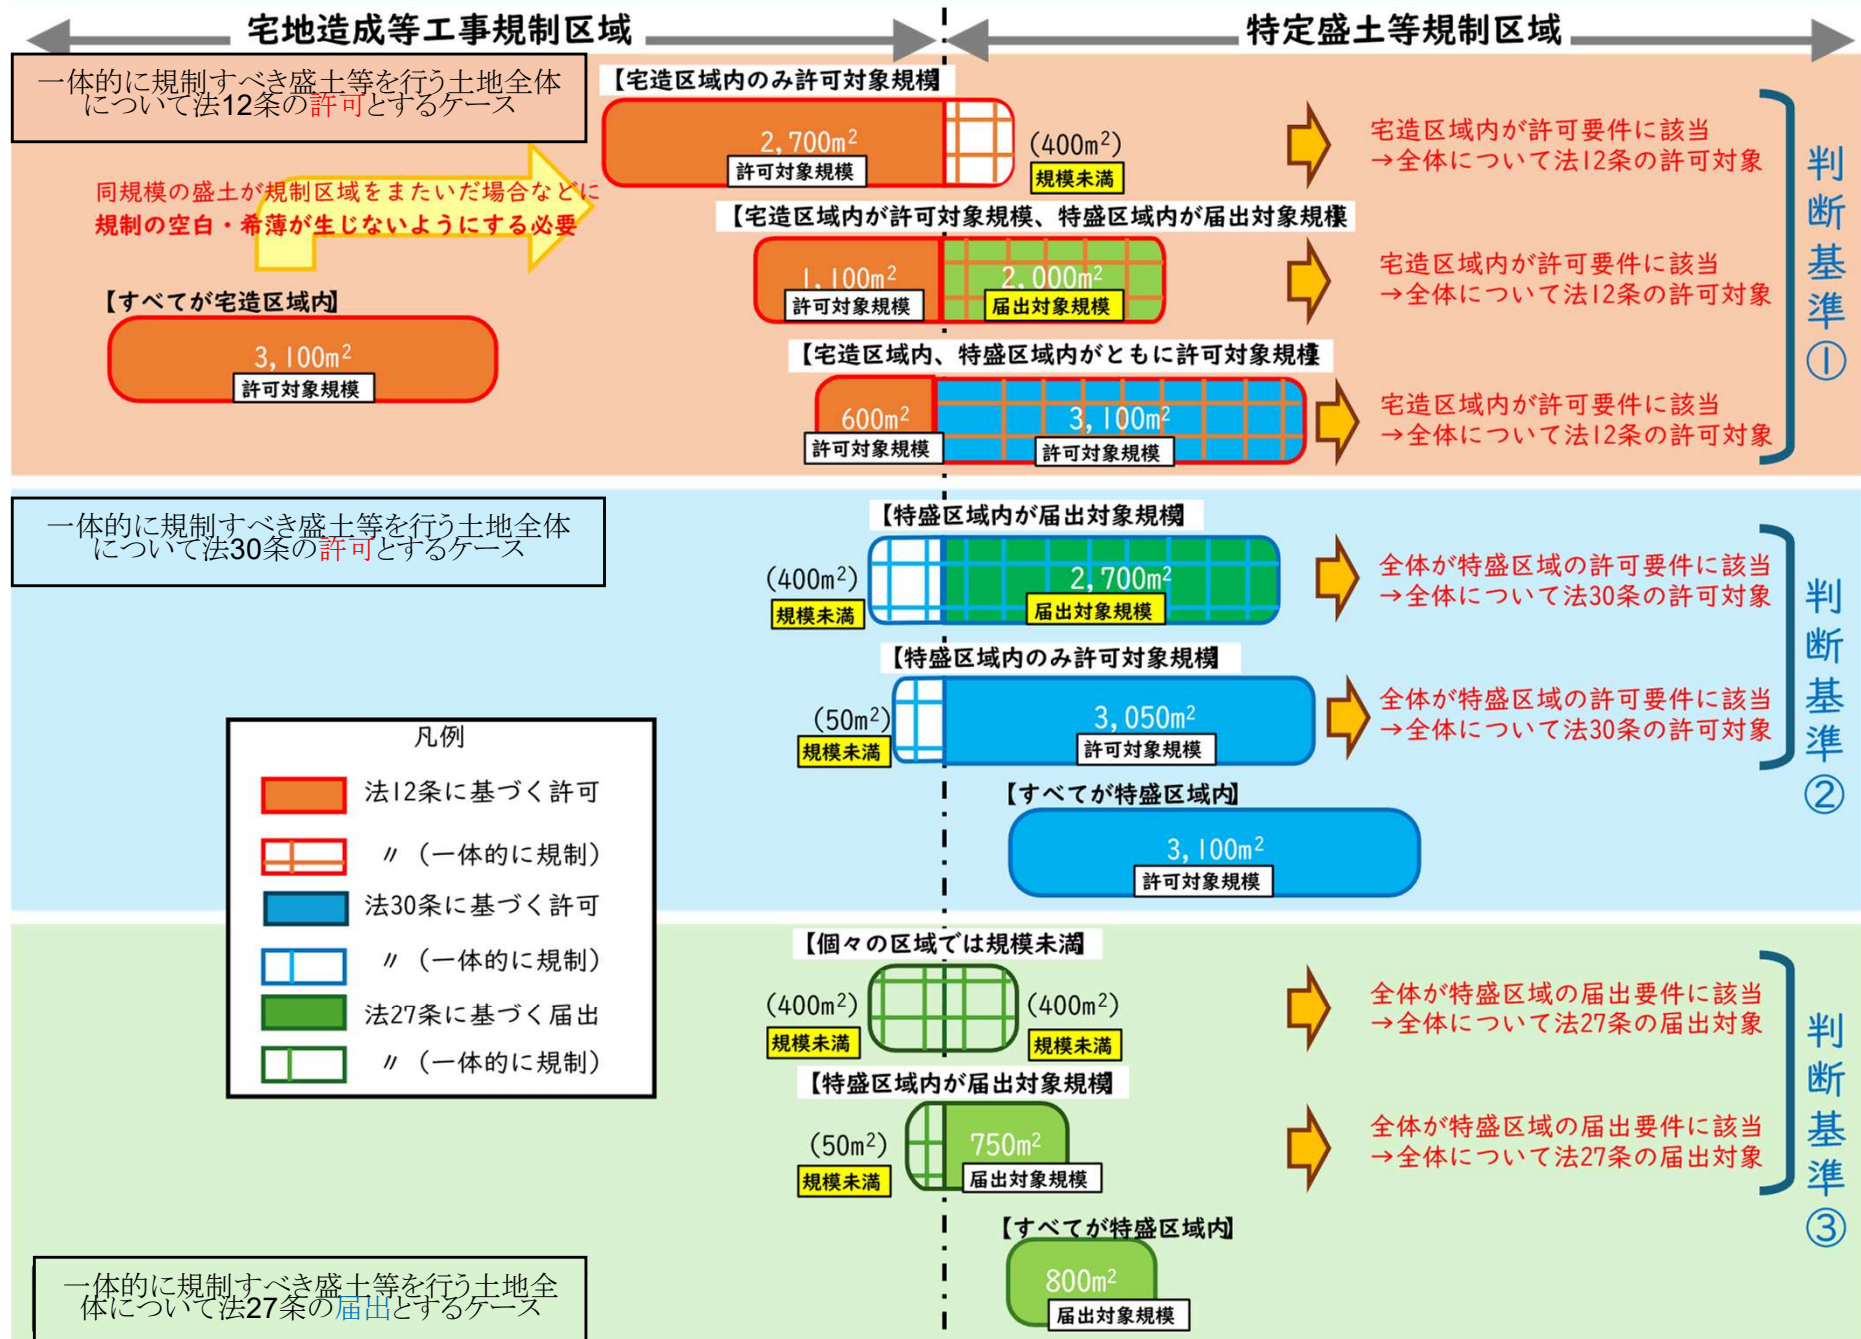 宅地造成等工事規制区域
特定盛土等規制区域
一体的に規制すべき盛土等を行う土地全体
について法12条の許可とするケース
同規模の盛土が規制区域をまたいだ場合などに
規制の空白・希薄が生じないようにする必要
【すべてが宅造区域内】
3,100m²
許可対象規模
【宅造区域内のみ許可対象規模】
2,700m²
許可対象規模
(400m²)
規模未満
宅造区域内が許可要件に該当
→全体について法12条の許可対象
【宅造区域内が許可対象規模、特盛区域内が届出対象規模】
1,100m²
許可対象規模
2,000m²
届出対象規模
宅造区域内が許可要件に該当
→全体について法12条の許可対象
【宅造区域内、特盛区域内がともに許可対象規模】
600m²
許可対象規模
3,100m²
許可対象規模
宅造区域内が許可要件に該当
→全体について法12条の許可対象
判断基準①
一体的に規制すべき盛土等を行う土地全体
について法30条の許可とするケース
【特盛区域内が届出対象規模】
(400m²)
規模未満
2,700m²
届出対象規模
全体が特盛区域の許可要件に該当
→全体について法30条の許可対象
【特盛区域内のみ許可対象規模】
(50m²)
規模未満
3,050m²
許可対象規模
全体が特盛区域の許可要件に該当
→全体について法30条の許可対象
【すべてが特盛区域内】
3,100m²
許可対象規模
判断基準②
凡例
法12条に基づく許可
〃（一体的に規制）
法30条に基づく許可
〃（一体的に規制）
法27条に基づく届出
〃（一体的に規制）
【個々の区域では規模未満】
(400m²)
規模未満
(400m²)
規模未満
全体が特盛区域の届出要件に該当
→全体について法27条の届出対象
【特盛区域内が届出対象規模】
(50m²)
規模未満
750m²
届出対象規模
全体が特盛区域の届出要件に該当
→全体について法27条の届出対象
【すべてが特盛区域内】
800m²
届出対象規模
判断基準③
一体的に規制すべき盛土等を行う土地全
体について法27条の届出とするケース